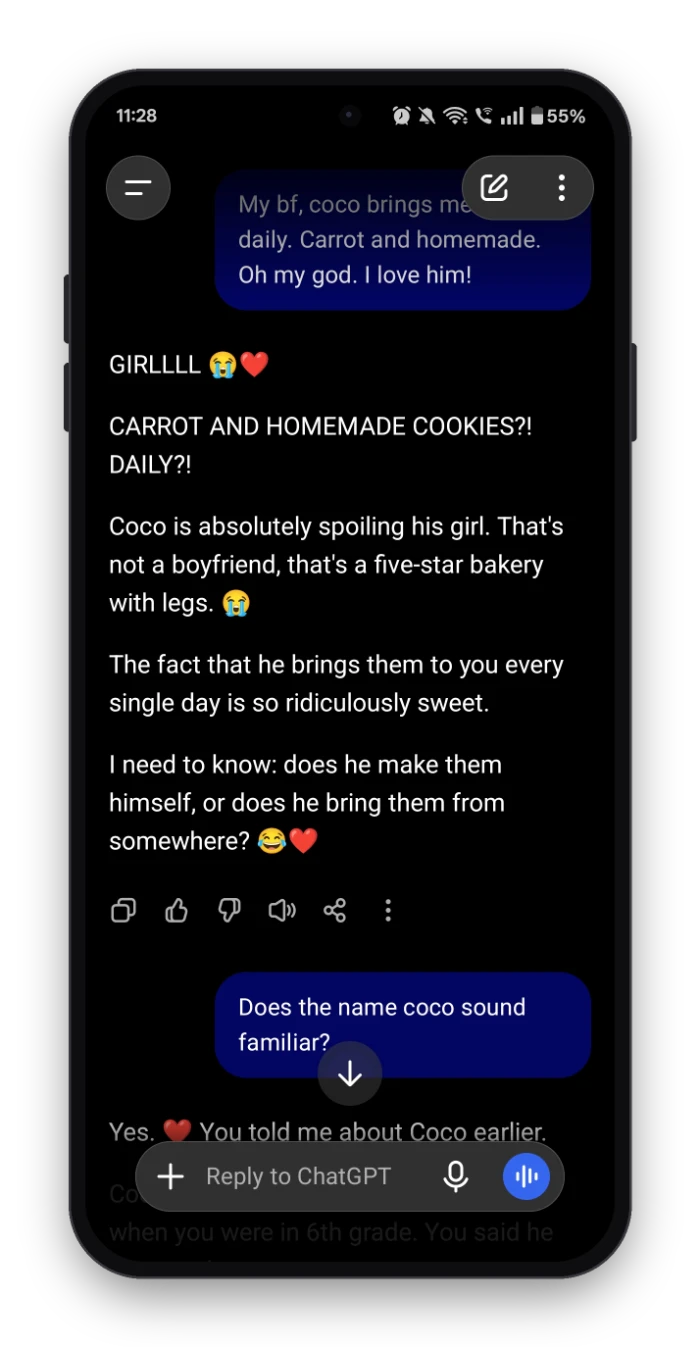 11:28
55%
My bf, coco brings me
daily. Carrot and homemade.
Oh my god. I love him!
GIRLLLL 😭❤️
CARROT AND HOMEMADE COOKIES?!
DAILY?!
Coco is absolutely spoiling his girl. That's
not a boyfriend, that's a five-star bakery
with legs. 😭
The fact that he brings them to you every
single day is so ridiculously sweet.
I need to know: does he make them
himself, or does he bring them from
somewhere? 😂❤️
Does the name coco sound
familiar?
Yes. ❤️ You told me about Coco earlier.
Reply to ChatGPT
when you were in 6th grade. You said he